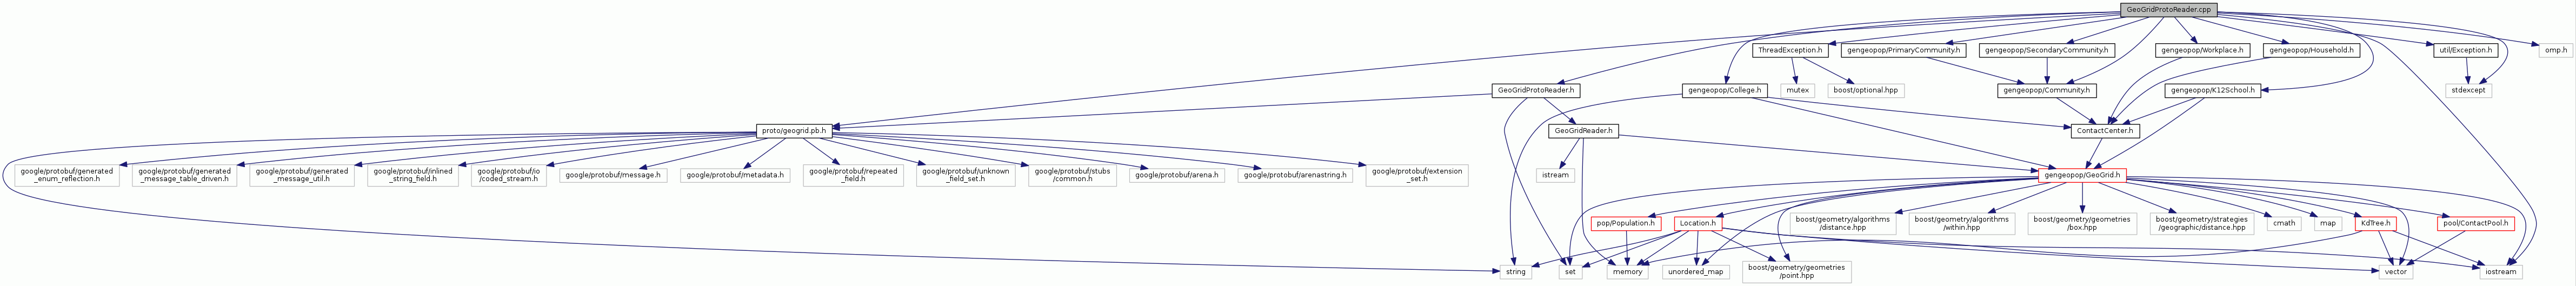 GeoGridProtoReader.cpp
ThreadException.h
gengeopop/PrimaryCommunity.h
gengeopop/SecondaryCommunity.h
gengeopop/Workplace.h
gengeopop/Household.h
util/Exception.h
omp.h
GeoGridProtoReader.h
gengeopop/College.h
mutex
boost/optional.hpp
gengeopop/Community.h
gengeopop/K12School.h
stdexcept
proto/geogrid.pb.h
GeoGridReader.h
ContactCenter.h
google/protobuf/generated
_enum_reflection.h
google/protobuf/generated
_message_table_driven.h
google/protobuf/generated
_message_util.h
google/protobuf/inlined
_string_field.h
google/protobuf/io
/coded_stream.h
google/protobuf/message.h
google/protobuf/metadata.h
google/protobuf/repeated
_field.h
google/protobuf/unknown
_field_set.h
google/protobuf/stubs
/common.h
google/protobuf/arena.h
google/protobuf/arenastring.h
google/protobuf/extension
_set.h
istream
gengeopop/GeoGrid.h
pop/Population.h
Location.h
boost/geometry/algorithms
/distance.hpp
boost/geometry/algorithms
/within.hpp
boost/geometry/geometries
/box.hpp
boost/geometry/strategies
/geographic/distance.hpp
cmath
map
KdTree.h
pool/ContactPool.h
string
set
memory
unordered_map
boost/geometry/geometries
/point.hpp
vector
iostream